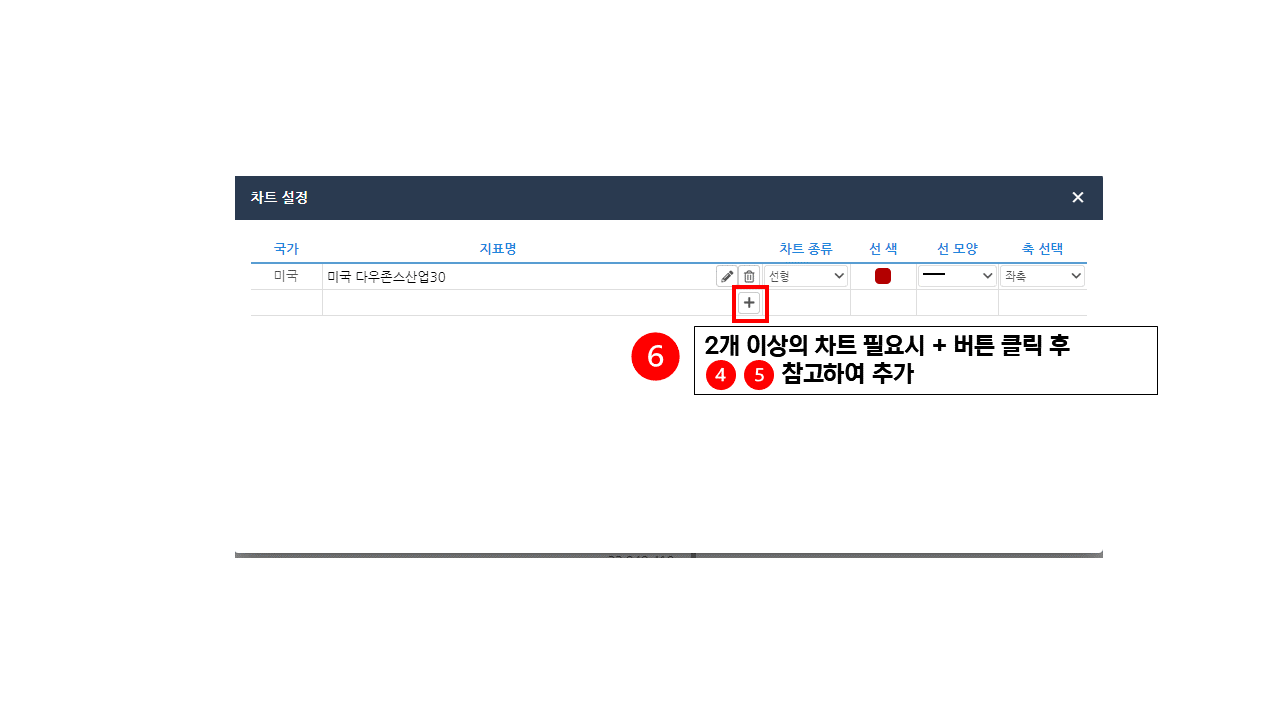 차트 설정
국가 지표명 차트 종류 선 색 선 모양 축 선택
미국 미국 다우존스산업30 선형 좌측
6 2개 이상의 차트 필요시 + 버튼 클릭 후
4 5 참고하여 추가